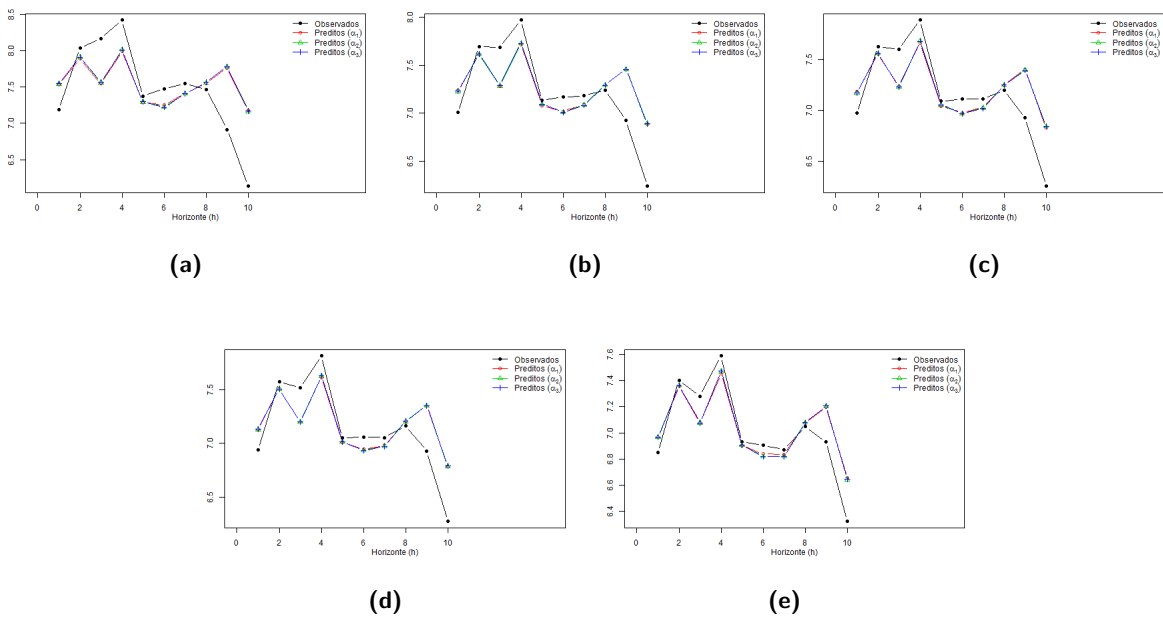 8.5
8.0
7.5
7.0
6.5
0 2 4 6 8 10
Horizonte (h)
Observados
Preditos (α₁)
Preditos (α₂)
Preditos (α₃)
(a)
8.0
7.5
7.0
6.5
0 2 4 6 8 10
Horizonte (h)
Observados
Preditos (α₁)
Preditos (α₂)
Preditos (α₃)
(b)
7.5
7.0
6.5
0 2 4 6 8 10
Horizonte (h)
Observados
Preditos (α₁)
Preditos (α₂)
Preditos (α₃)
(c)
7.5
7.0
6.5
0 2 4 6 8 10
Horizonte (h)
Observados
Preditos (α₁)
Preditos (α₂)
Preditos (α₃)
(d)
7.6
7.4
7.2
7.0
6.8
6.6
6.4
0 2 4 6 8 10
Horizonte (h)
Observados
Preditos (α₁)
Preditos (α₂)
Preditos (α₃)
(e)